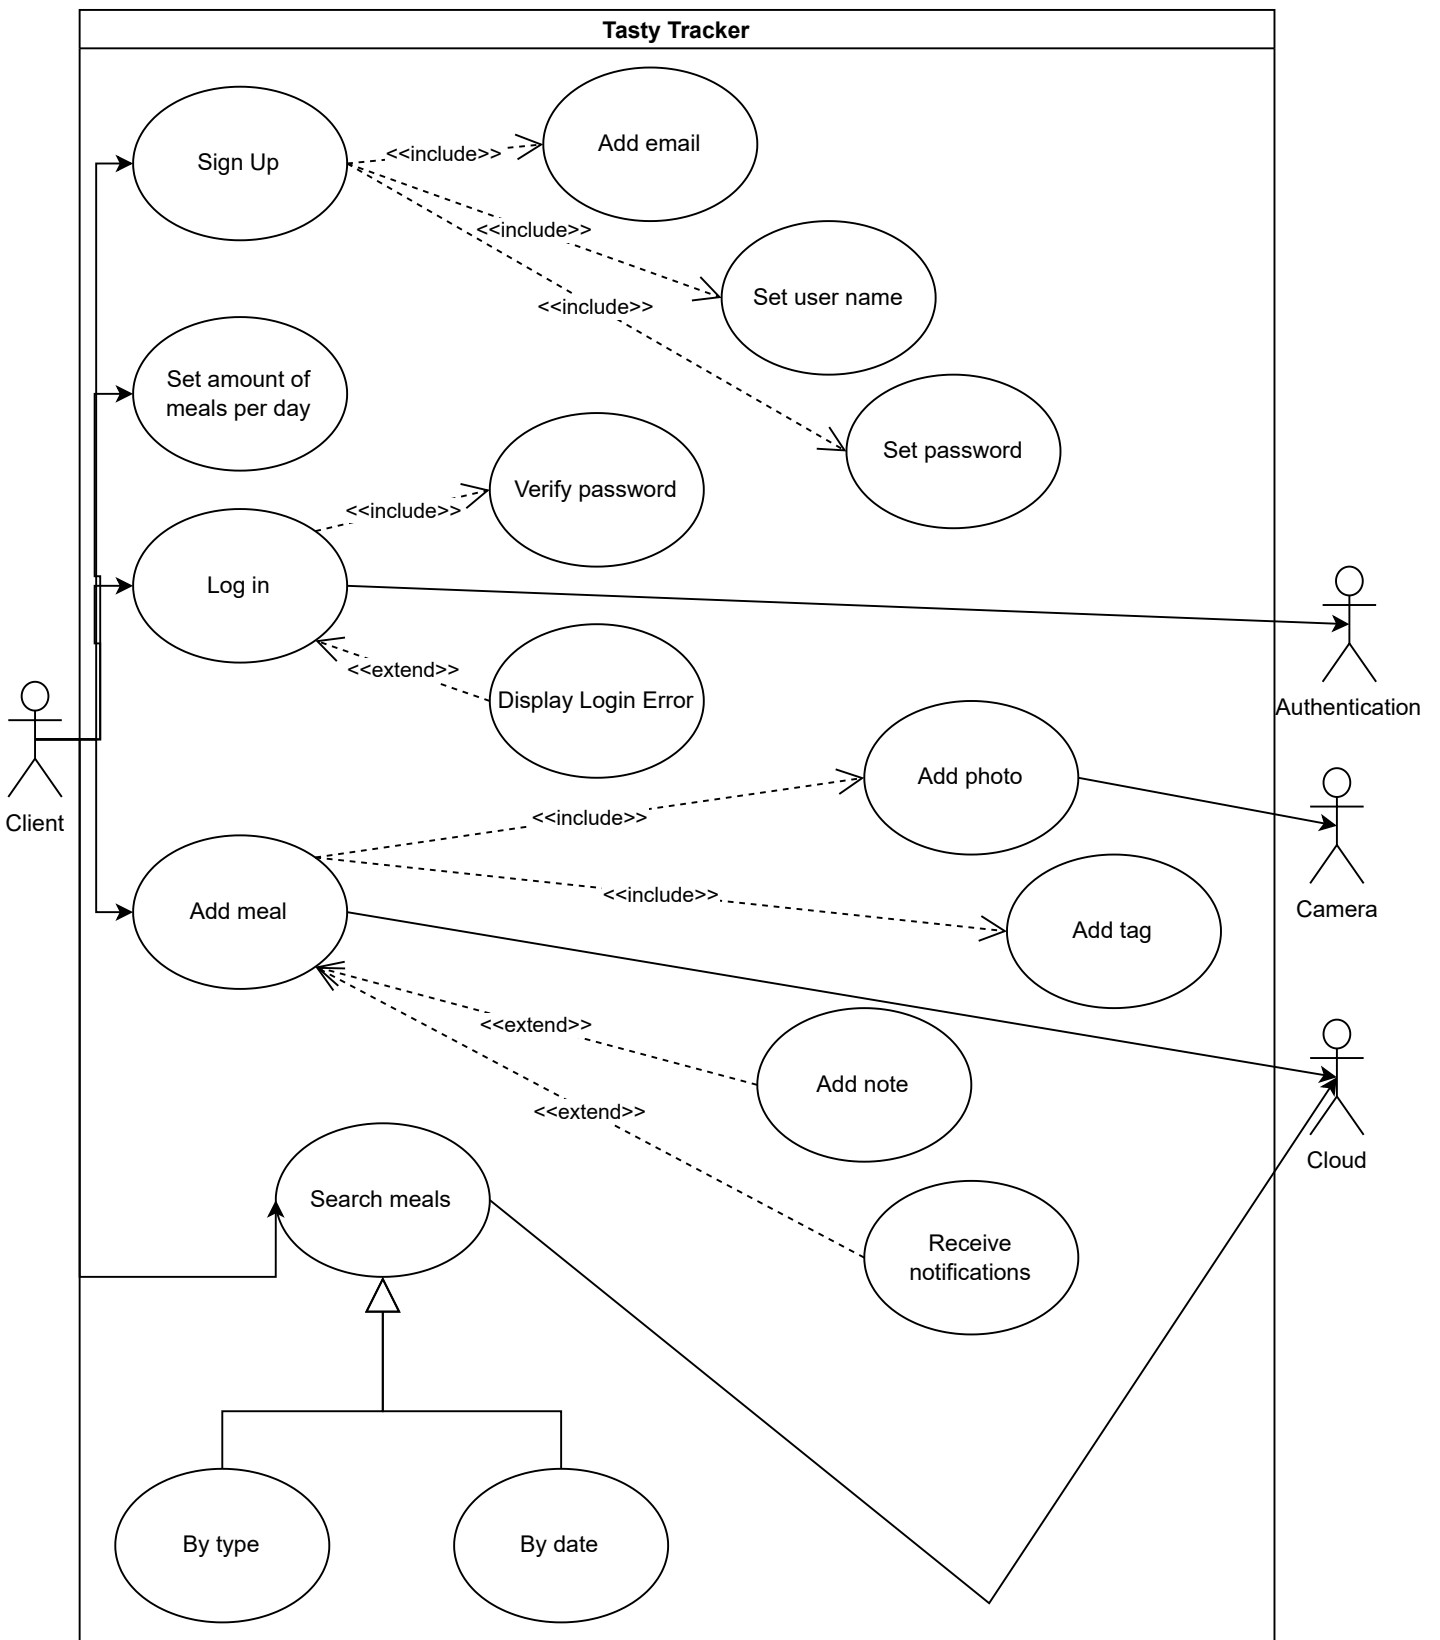 Tasty Tracker
Sign Up
<<include>>
Add email
<<include>>
Set user name
<<include>>
Set password
Set amount of
meals per day
Verify password
<<include>>
Log in
<<extend>>
Display Login Error
Authentication
Client
Add photo
<<include>>
Camera
<<include>>
Add tag
Add meal
<<extend>>
Add note
<<extend>>
Cloud
Search meals
Receive
notifications
By type
By date